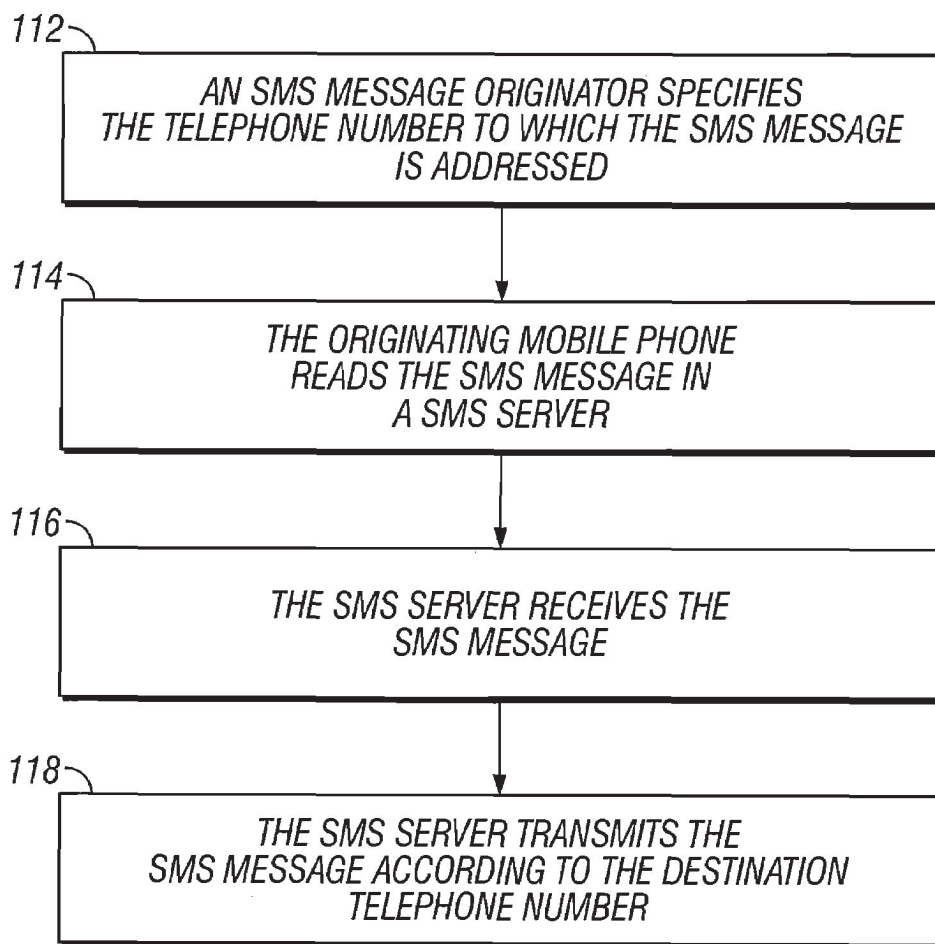 112
AN SMS MESSAGE ORIGINATOR SPECIFIES
THE TELEPHONE NUMBER TO WHICH THE SMS MESSAGE
IS ADDRESSED
114
THE ORIGINATING MOBILE PHONE
READS THE SMS MESSAGE IN
A SMS SERVER
116
THE SMS SERVER RECEIVES THE
SMS MESSAGE
118
THE SMS SERVER TRANSMITS THE
SMS MESSAGE ACCORDING TO THE DESTINATION
TELEPHONE NUMBER